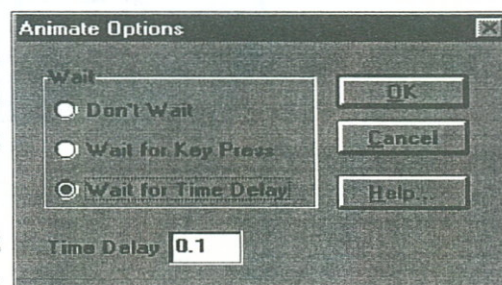 Animate Options
Wait
Don't Wait
Wait for Key Press
Wait for Time Delay
Time Delay 0.1
OK
Cancel
Help...